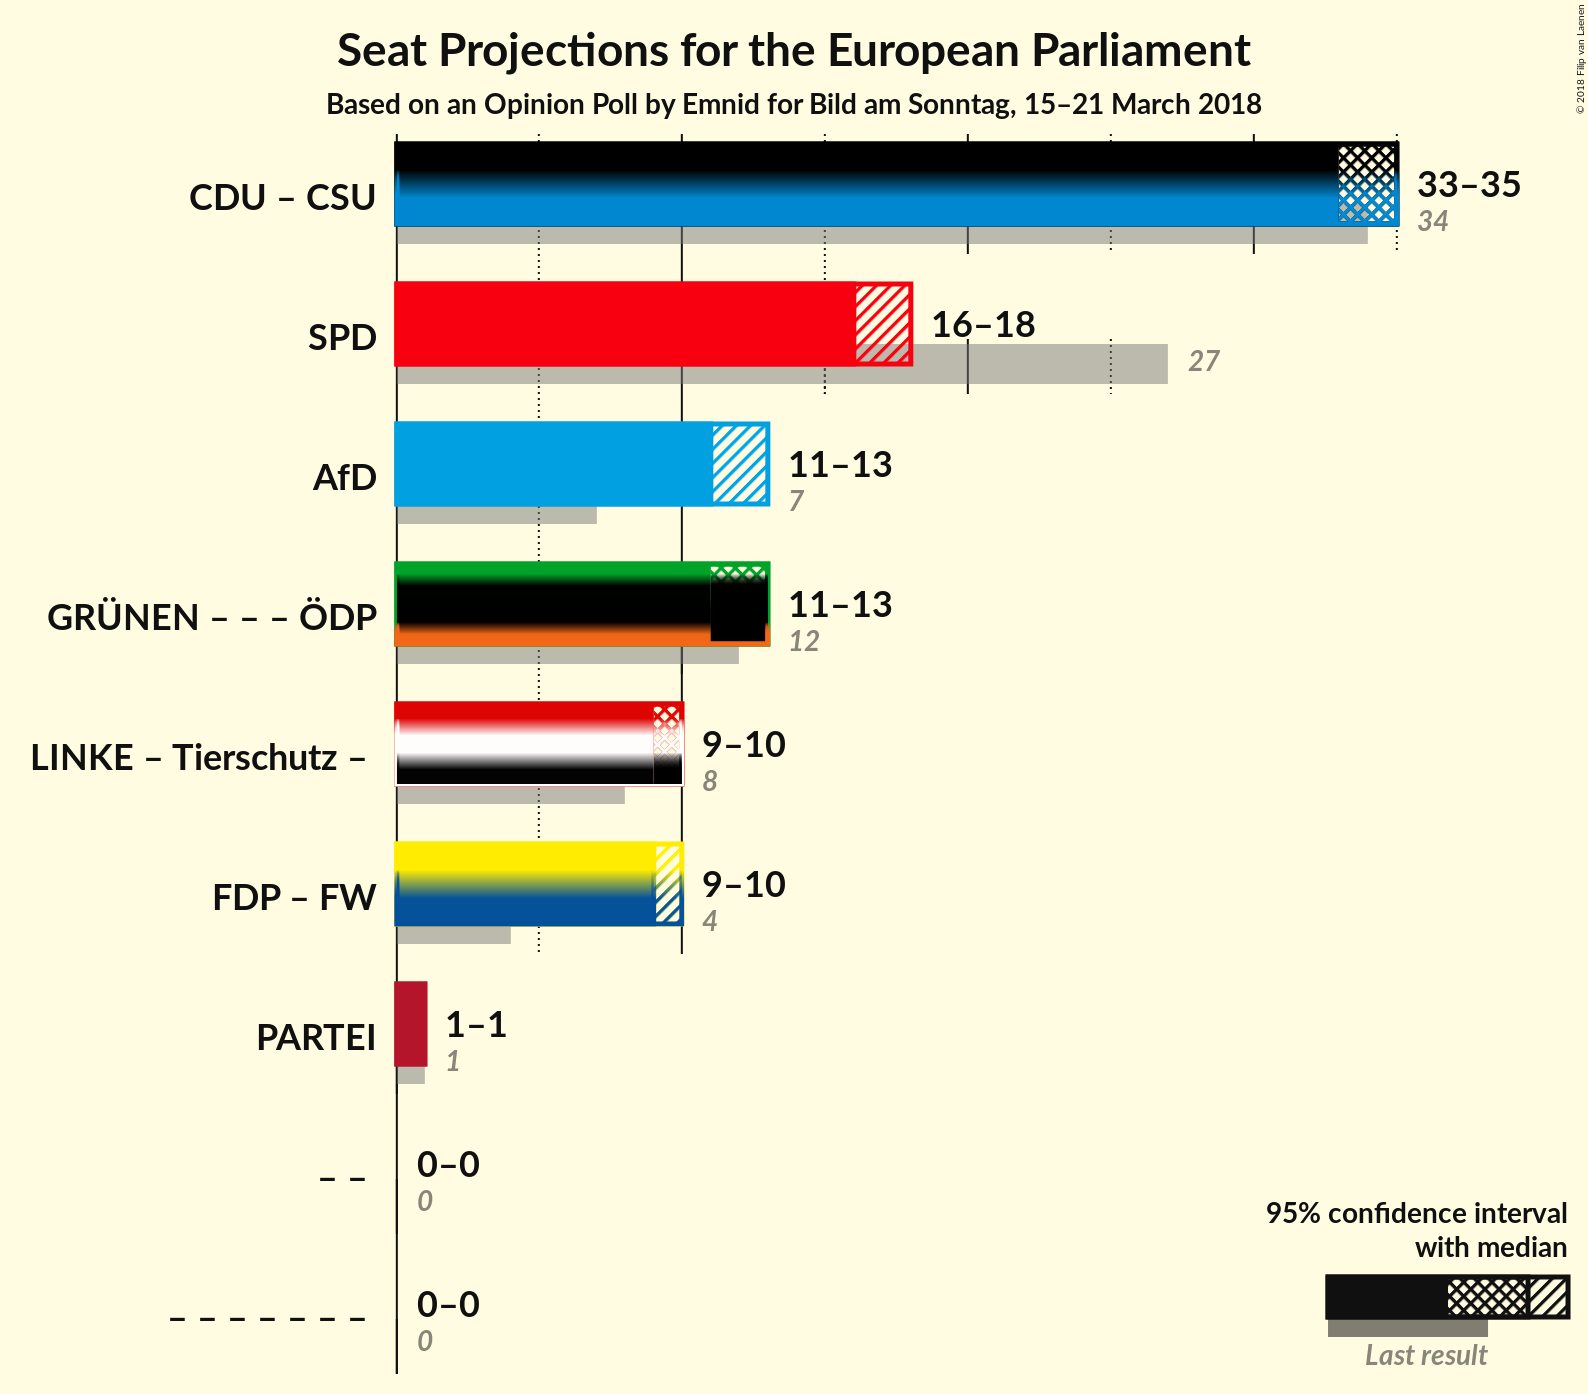 Seat Projections for the European Parliament
Based on an Opinion Poll by Emnid for Bild am Sonntag, 15–21 March 2018
© 2018 Filip van Laenen
CDU – CSU
33–35
34
SPD
16–18
27
AfD
11–13
7
GRÜNEN – – – ÖDP
11–13
12
LINKE – Tierschutz –
9–10
8
FDP – FW
9–10
4
PARTEI
1–1
1
– –
0–0
0
– – – – – – –
0–0
0
95% confidence interval
with median
Last result